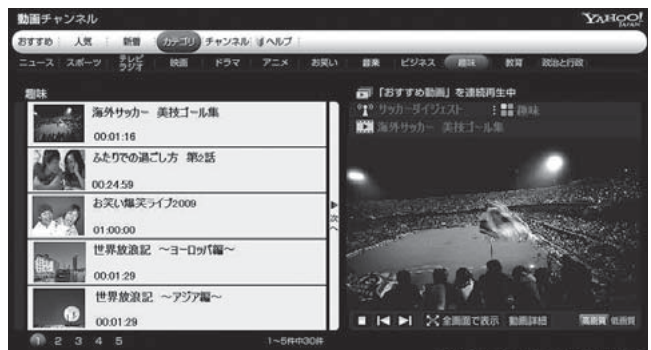 動画チャンネル
YAHOO!
JAPAN
おすすめ 人気 新着 カテゴリ チャンネル ヘルプ
ニュース スポーツ テレビ ラジオ 映画 ドラマ アニメ お笑い 音楽 ビジネス 趣味 教育 政治と行政
趣味
海外サッカー 美技ゴール集
00:01:16
ふたりでの過ごし方 第2話
00:24:59
お笑い爆笑ライブ2009
01:00:00
世界放浪記 ～ヨーロッパ編～
00:01:29
世界放浪記 ～アジア編～
00:01:29
次へ
1 2 3 4 5
1～5件中30件
「おすすめ動画」を連続再生中
サッカーダイジェスト : 趣味
海外サッカー 美技ゴール集
全画面で表示 動画詳細 高画質 低画質